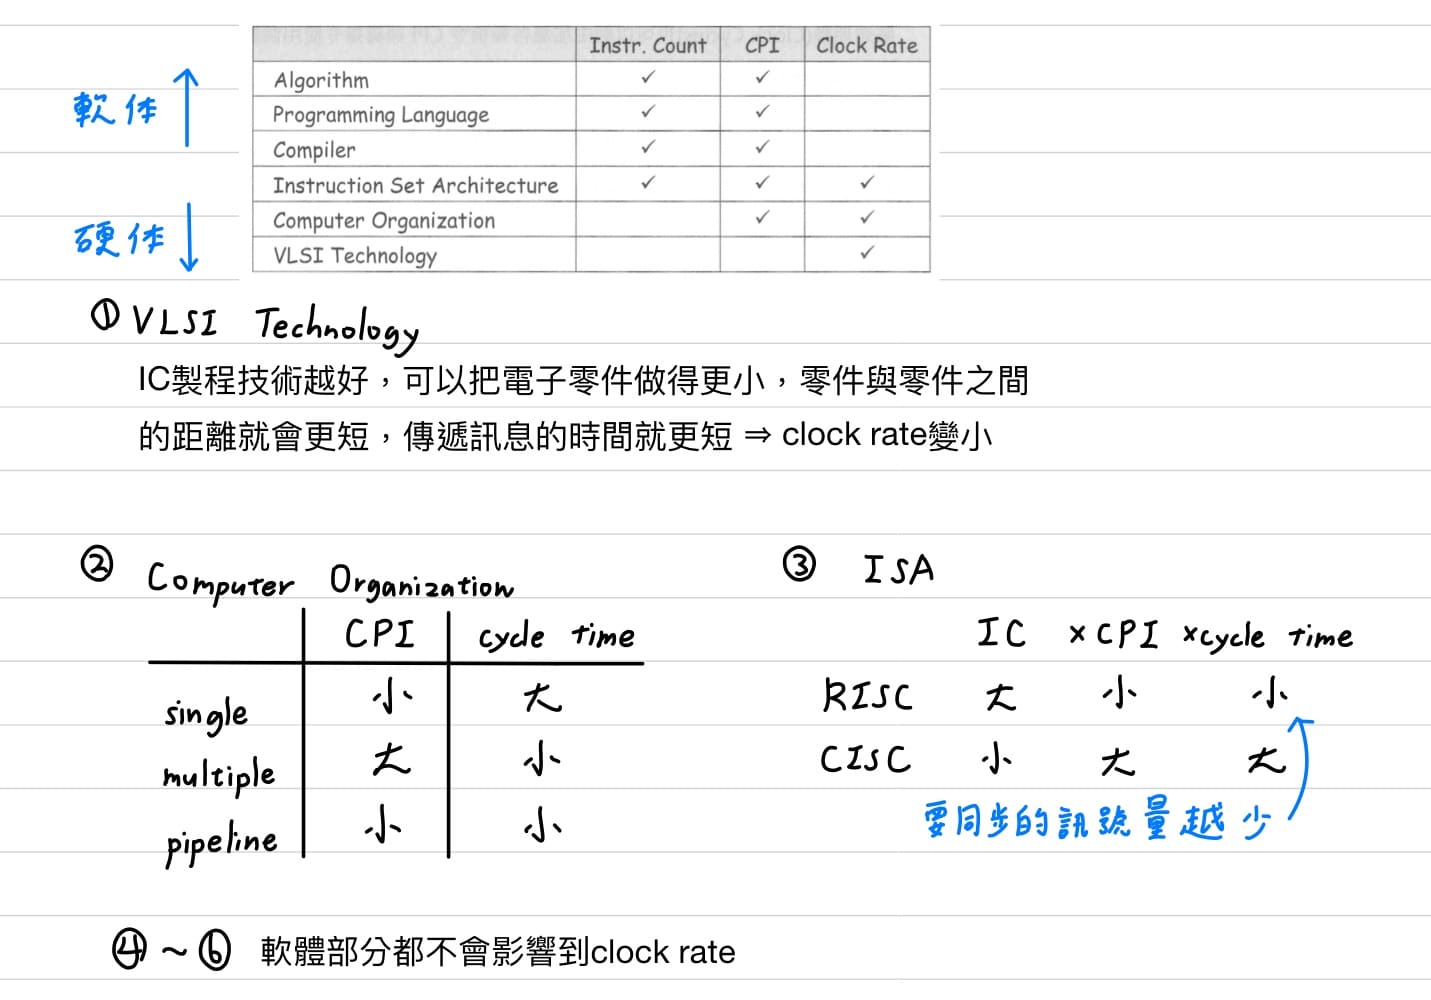 Instr. Count CPI Clock Rate
Algorithm ✓ ✓
Programming Language ✓ ✓
Compiler ✓ ✓
Instruction Set Architecture ✓ ✓ ✓
Computer Organization ✓ ✓
VLSI Technology ✓
軟体 ↑
硬体 ↓
① VLSI Technology
IC製程技術越好，可以把電子零件做得更小，零件與零件之間
的距離就會更短，傳遞訊息的時間就更短 ⇒ clock rate變小
② Computer Organization
CPI cycle time
single 小 大
multiple 大 小
pipeline 小 小
③ ISA
IC ×CPI ×cycle time
RISC 大 小 小
CISC 小 大 大
要同步的訊號量越少
④～⑥ 軟體部分都不會影響到clock rate